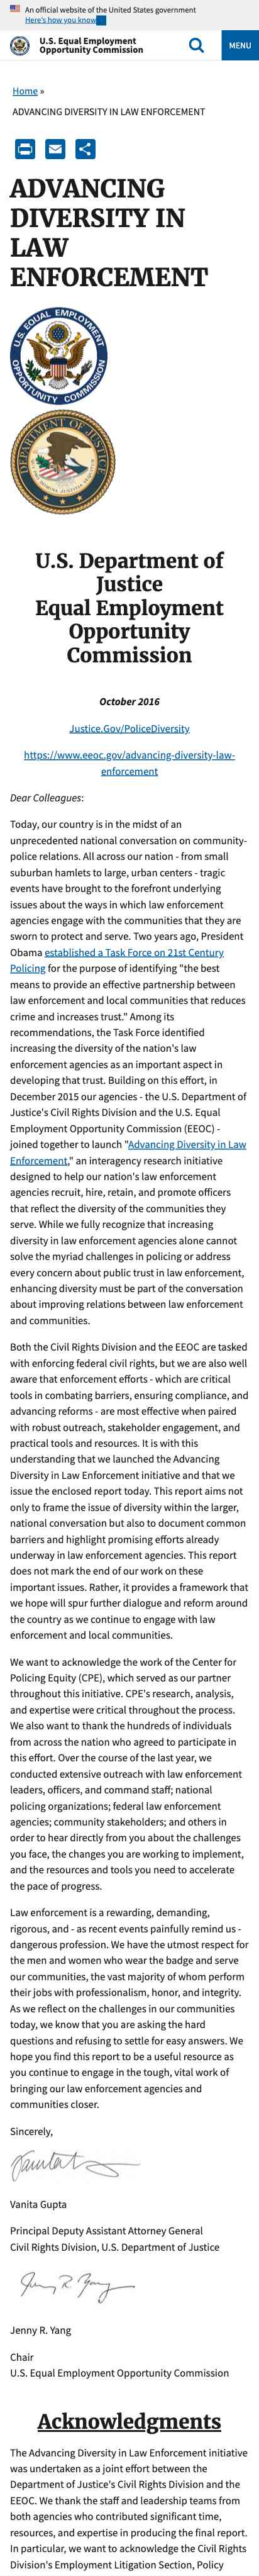 An official website of the United States government
Here's how you know
U.S. Equal Employment
Opportunity Commission
MENU
Home »
ADVANCING DIVERSITY IN LAW ENFORCEMENT
ADVANCING
DIVERSITY IN
LAW
ENFORCEMENT
U.S. EQUAL EMPLOYMENT
OPPORTUNITY COMMISSION
DEPARTMENT OF JUSTICE
U.S. Department of
Justice
Equal Employment
Opportunity
Commission
October 2016
Justice.Gov/PoliceDiversity
https://www.eeoc.gov/advancing-diversity-law-
enforcement
Dear Colleagues:
Today, our country is in the midst of an
unprecedented national conversation on community-
police relations. All across our nation - from small
suburban hamlets to large, urban centers - tragic
events have brought to the forefront underlying
issues about the ways in which law enforcement
agencies engage with the communities that they are
sworn to protect and serve. Two years ago, President
Obama established a Task Force on 21st Century
Policing for the purpose of identifying "the best
means to provide an effective partnership between
law enforcement and local communities that reduces
crime and increases trust." Among its
recommendations, the Task Force identified
increasing the diversity of the nation's law
enforcement agencies as an important aspect in
developing that trust. Building on this effort, in
December 2015 our agencies - the U.S. Department of
Justice's Civil Rights Division and the U.S. Equal
Employment Opportunity Commission (EEOC) -
joined together to launch "Advancing Diversity in Law
Enforcement," an interagency research initiative
designed to help our nation's law enforcement
agencies recruit, hire, retain, and promote officers
that reflect the diversity of the communities they
serve. While we fully recognize that increasing
diversity in law enforcement agencies alone cannot
solve the myriad challenges in policing or address
every concern about public trust in law enforcement,
enhancing diversity must be part of the conversation
about improving relations between law enforcement
and communities.
Both the Civil Rights Division and the EEOC are tasked
with enforcing federal civil rights, but we are also well
aware that enforcement efforts - which are critical
tools in combating barriers, ensuring compliance, and
advancing reforms - are most effective when paired
with robust outreach, stakeholder engagement, and
practical tools and resources. It is with this
understanding that we launched the Advancing
Diversity in Law Enforcement initiative and that we
issue the enclosed report today. This report aims not
only to frame the issue of diversity within the larger,
national conversation but also to document common
barriers and highlight promising efforts already
underway in law enforcement agencies. This report
does not mark the end of our work on these
important issues. Rather, it provides a framework that
we hope will spur further dialogue and reform around
the country as we continue to engage with law
enforcement and local communities.
We want to acknowledge the work of the Center for
Policing Equity (CPE), which served as our partner
throughout this initiative. CPE's research, analysis,
and expertise were critical throughout the process.
We also want to thank the hundreds of individuals
from across the nation who agreed to participate in
this effort. Over the course of the last year, we
conducted extensive outreach with law enforcement
leaders, officers, and command staff; national
policing organizations; federal law enforcement
agencies; community stakeholders; and others in
order to hear directly from you about the challenges
you face, the changes you are working to implement,
and the resources and tools you need to accelerate
the pace of progress.
Law enforcement is a rewarding, demanding,
rigorous, and - as recent events painfully remind us -
dangerous profession. We have the utmost respect for
the men and women who wear the badge and serve
our communities, the vast majority of whom perform
their jobs with professionalism, honor, and integrity.
As we reflect on the challenges in our communities
today, we know that you are asking the hard
questions and refusing to settle for easy answers. We
hope you find this report to be a useful resource as
you continue to engage in the tough, vital work of
bringing our law enforcement agencies and
communities closer.
Sincerely,
Vanita Gupta
Principal Deputy Assistant Attorney General
Civil Rights Division, U.S. Department of Justice
Jenny R. Yang
Jenny R. Yang
Chair
U.S. Equal Employment Opportunity Commission
Acknowledgments
The Advancing Diversity in Law Enforcement initiative
was undertaken as a joint effort between the
Department of Justice's Civil Rights Division and the
EEOC. We thank the staff and leadership teams from
both agencies who contributed significant time,
resources, and expertise in producing the final report.
In particular, we want to acknowledge the Civil Rights
Division's Employment Litigation Section, Policy